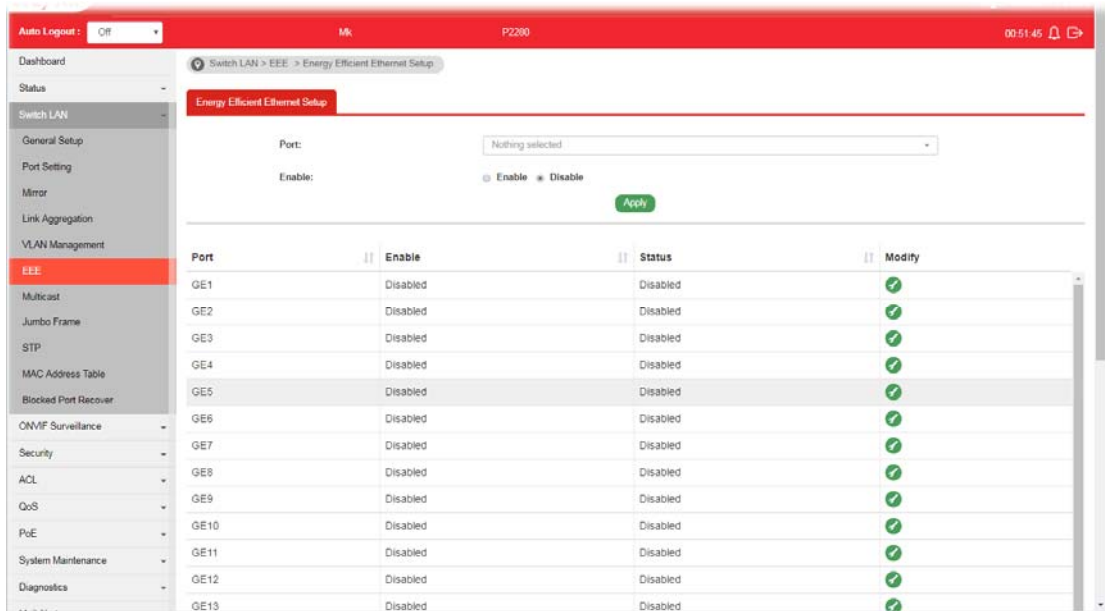 Auto Logout : Off Mk P2280 00:51:45
Dashboard
Status
Switch LAN
General Setup
Port Setting
Mirror
Link Aggregation
VLAN Management
EEE
Multicast
Jumbo Frame
STP
MAC Address Table
Blocked Port Recover
ONVIF Surveillance
Security
ACL
QoS
PoE
System Maintenance
Diagnostics
Switch LAN > EEE > Energy Efficient Ethernet Setup
Energy Efficient Ethernet Setup
Port: Nothing selected
Enable: Enable Disable
Apply
Port Enable Status Modify
GE1 Disabled Disabled
GE2 Disabled Disabled
GE3 Disabled Disabled
GE4 Disabled Disabled
GE5 Disabled Disabled
GE6 Disabled Disabled
GE7 Disabled Disabled
GE8 Disabled Disabled
GE9 Disabled Disabled
GE10 Disabled Disabled
GE11 Disabled Disabled
GE12 Disabled Disabled
GE13 Disabled Disabled